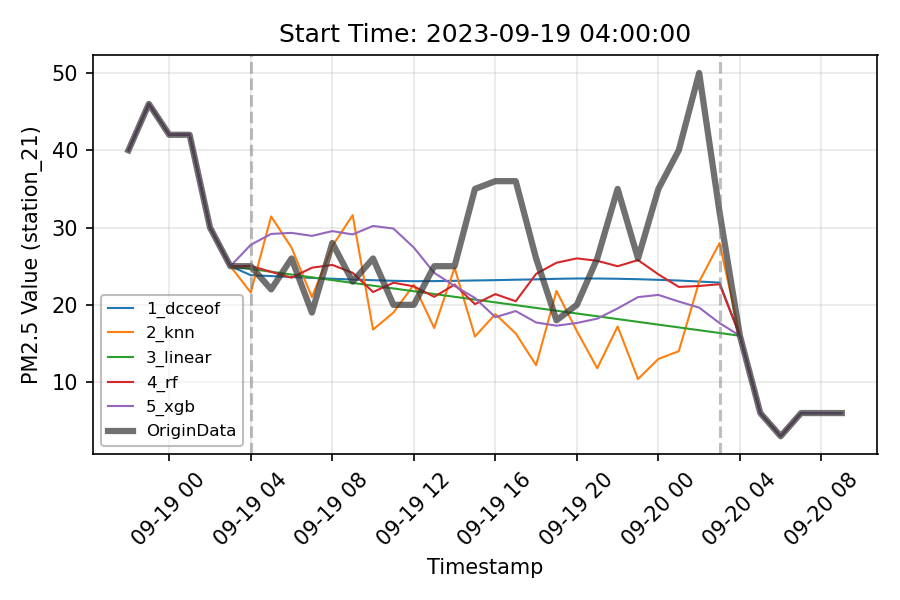 Start Time: 2023-09-19 04:00:00
PM2.5 Value (station_21)
50
40
30
20
10
1_dcceof
2_knn
3_linear
4_rf
5_xgb
OriginData
09-19 00
09-19 04
09-19 08
09-19 12
09-19 16
09-19 20
09-20 00
09-20 04
09-20 08
Timestamp